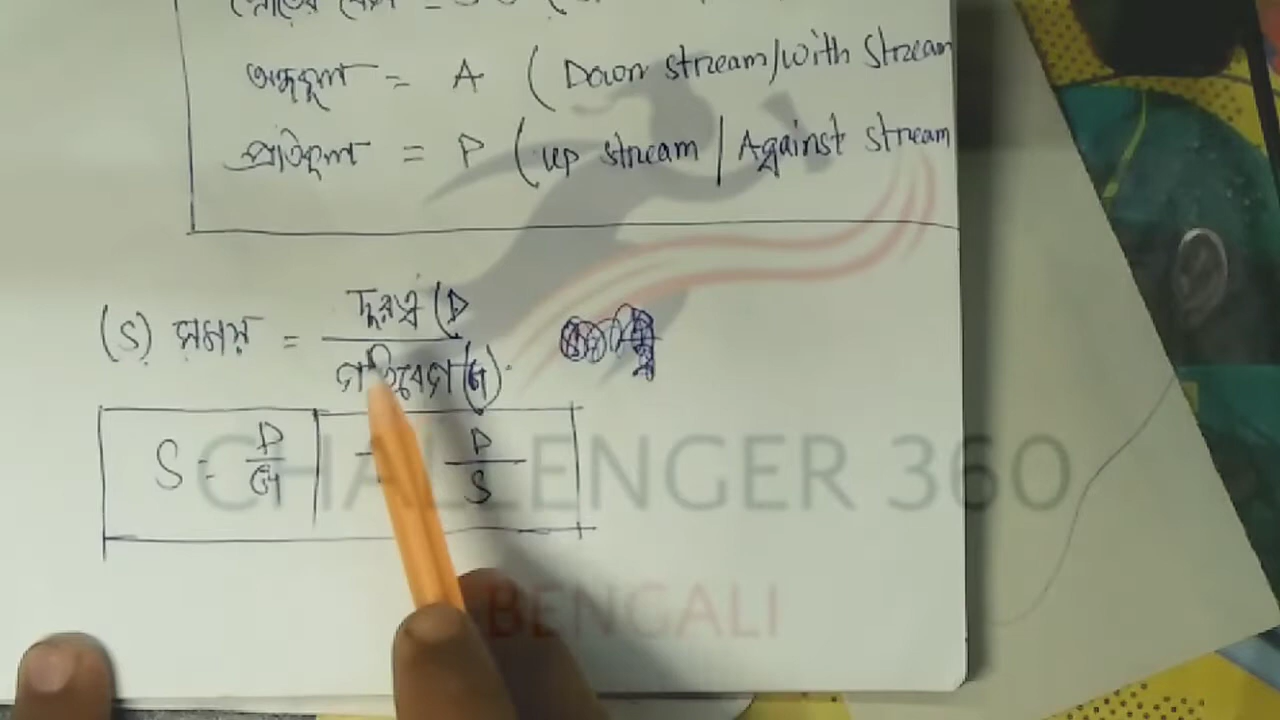 স্রোতের বেগ =
অনুকূল = A (Down stream/with stream
প্রতিকূল = P (up stream | Against stream
(S) সময় = দূরত্ব (D
গতিবেগ (G).
S = D/G
D/S
CHALLENGER 360
BENGALI